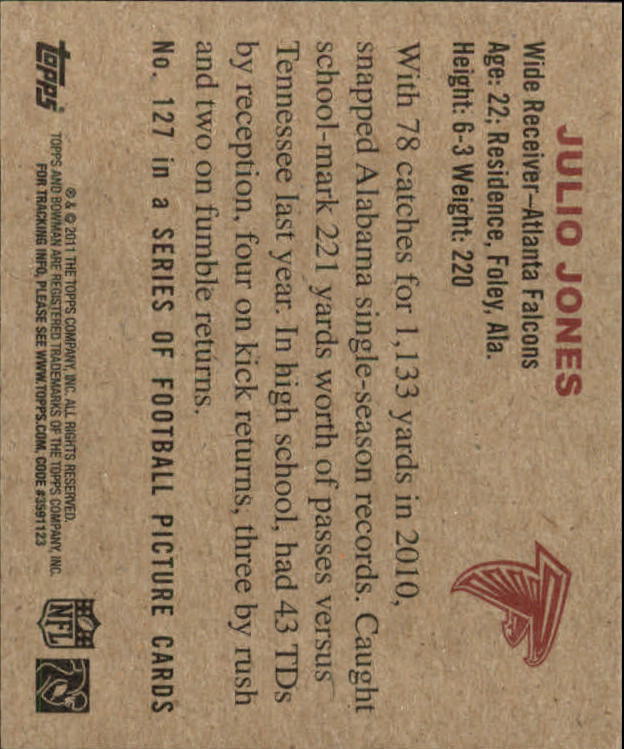 JULIO JONES
Wide Receiver–Atlanta Falcons
Age: 22; Residence, Foley, Ala.
Height: 6-3 Weight: 220
With 78 catches for 1,133 yards in 2010,
snapped Alabama single-season records. Caught
school-mark 221 yards worth of passes versus
Tennessee last year. In high school, had 43 TDs
by reception, four on kick returns, three by rush
and two on fumble returns.
No. 127 in a SERIES OF FOOTBALL PICTURE CARDS
topps
® & © 2011 THE TOPPS COMPANY, INC. ALL RIGHTS RESERVED.
TOPPS AND BOWMAN ARE REGISTERED TRADEMARKS OF THE TOPPS COMPANY, INC.
FOR TRACKING INFO, PLEASE SEE WWW.TOPPS.COM. CODE #3591123
NFL